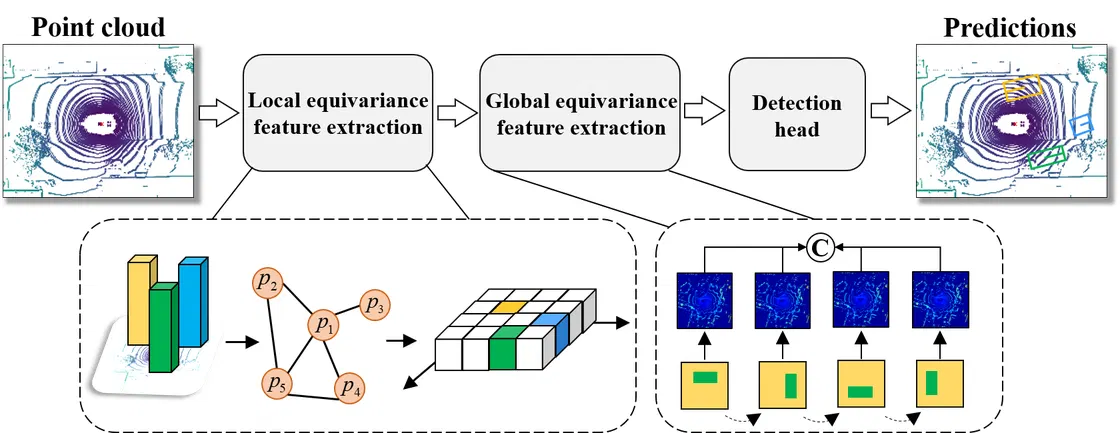 Point cloud
Predictions
Local equivariance
feature extraction
Global equivariance
feature extraction
Detection
head
C
p2
p3
p1
p5
p4